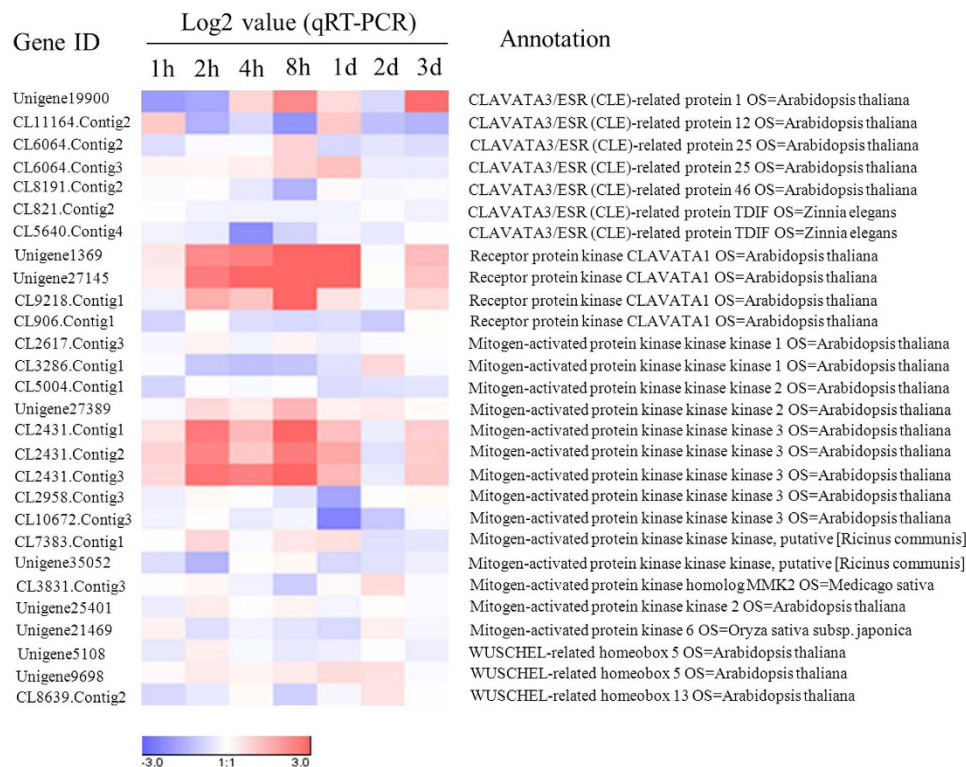 Gene ID
Log2 value (qRT-PCR)
Annotation
1h 2h 4h 8h 1d 2d 3d
Unigene19900 CLAVATA3/ESR (CLE)-related protein 1 OS=Arabidopsis thaliana
CL11164.Contig2 CLAVATA3/ESR (CLE)-related protein 12 OS=Arabidopsis thaliana
CL6064.Contig2 CLAVATA3/ESR (CLE)-related protein 25 OS=Arabidopsis thaliana
CL6064.Contig3 CLAVATA3/ESR (CLE)-related protein 25 OS=Arabidopsis thaliana
CL8191.Contig2 CLAVATA3/ESR (CLE)-related protein 46 OS=Arabidopsis thaliana
CL821.Contig2 CLAVATA3/ESR (CLE)-related protein TDIF OS=Zinnia elegans
CL5640.Contig4 CLAVATA3/ESR (CLE)-related protein TDIF OS=Zinnia elegans
Unigene1369 Receptor protein kinase CLAVATA1 OS=Arabidopsis thaliana
Unigene27145 Receptor protein kinase CLAVATA1 OS=Arabidopsis thaliana
CL9218.Contig1 Receptor protein kinase CLAVATA1 OS=Arabidopsis thaliana
CL906.Contig1 Receptor protein kinase CLAVATA1 OS=Arabidopsis thaliana
CL2617.Contig3 Mitogen-activated protein kinase kinase kinase 1 OS=Arabidopsis thaliana
CL3286.Contig1 Mitogen-activated protein kinase kinase kinase 1 OS=Arabidopsis thaliana
CL5004.Contig1 Mitogen-activated protein kinase kinase kinase 2 OS=Arabidopsis thaliana
Unigene27389 Mitogen-activated protein kinase kinase kinase 2 OS=Arabidopsis thaliana
CL2431.Contig1 Mitogen-activated protein kinase kinase kinase 3 OS=Arabidopsis thaliana
CL2431.Contig2 Mitogen-activated protein kinase kinase kinase 3 OS=Arabidopsis thaliana
CL2431.Contig3 Mitogen-activated protein kinase kinase kinase 3 OS=Arabidopsis thaliana
CL2958.Contig3 Mitogen-activated protein kinase kinase kinase 3 OS=Arabidopsis thaliana
CL10672.Contig3 Mitogen-activated protein kinase kinase kinase 3 OS=Arabidopsis thaliana
CL7383.Contig1 Mitogen-activated protein kinase kinase kinase, putative [Ricinus communis]
Unigene35052 Mitogen-activated protein kinase kinase kinase, putative [Ricinus communis]
CL3831.Contig3 Mitogen-activated protein kinase homolog MMK2 OS=Medicago sativa
Unigene25401 Mitogen-activated protein kinase kinase 2 OS=Arabidopsis thaliana
Unigene21469 Mitogen-activated protein kinase 6 OS=Oryza sativa subsp. japonica
Unigene5108 WUSCHEL-related homeobox 5 OS=Arabidopsis thaliana
Unigene9698 WUSCHEL-related homeobox 5 OS=Arabidopsis thaliana
CL8639.Contig2 WUSCHEL-related homeobox 13 OS=Arabidopsis thaliana
-3.0 1:1 3.0